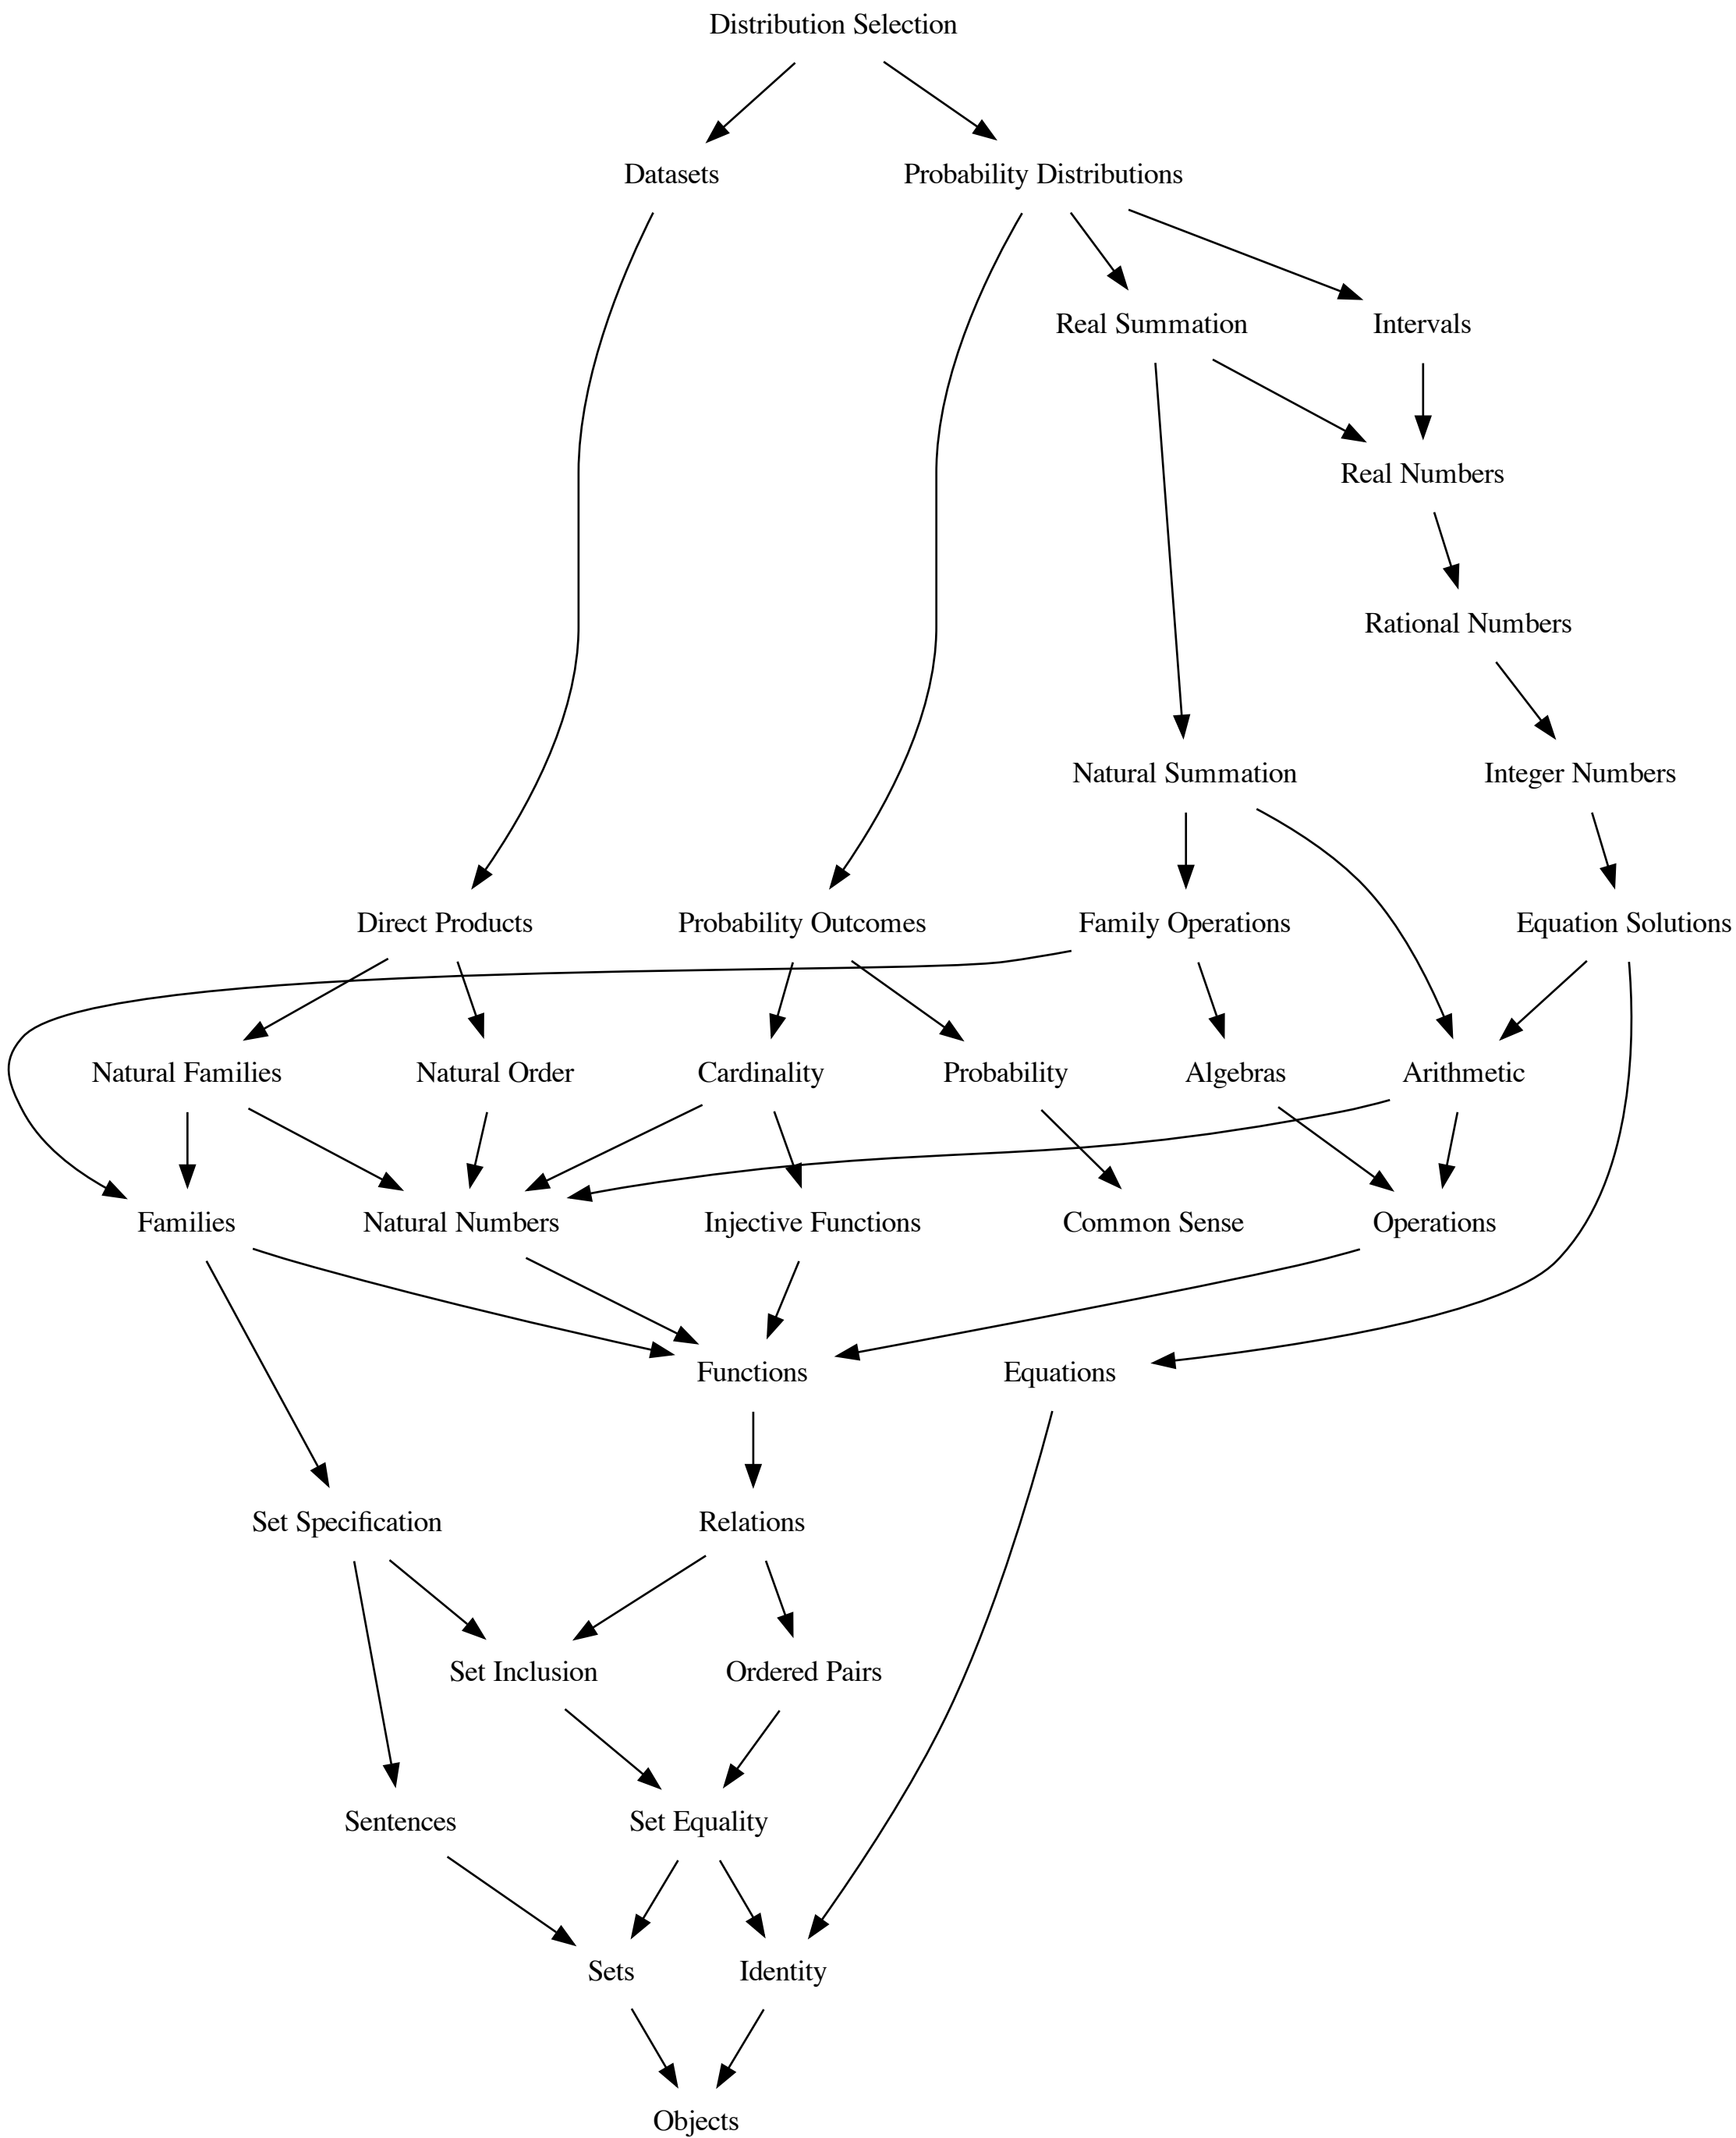 Distribution Selection
Datasets
Probability Distributions
Real Summation
Intervals
Real Numbers
Rational Numbers
Natural Summation
Integer Numbers
Direct Products
Probability Outcomes
Family Operations
Equation Solutions
Natural Families
Natural Order
Cardinality
Probability
Algebras
Arithmetic
Families
Natural Numbers
Injective Functions
Common Sense
Operations
Functions
Equations
Set Specification
Relations
Set Inclusion
Ordered Pairs
Sentences
Set Equality
Sets
Identity
Objects